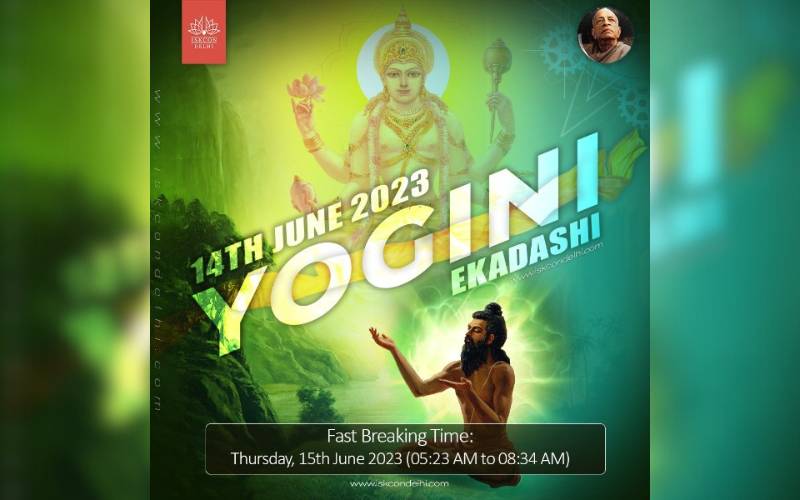 ISKCON
DELHI
www.iskcondelhi.com
14TH JUNE 2023
YOGINI
EKADASHI
www.iskcondelhi.com
Fast Breaking Time:
Thursday, 15th June 2023 (05:23 AM to 08:34 AM)
www.iskcondelhi.com